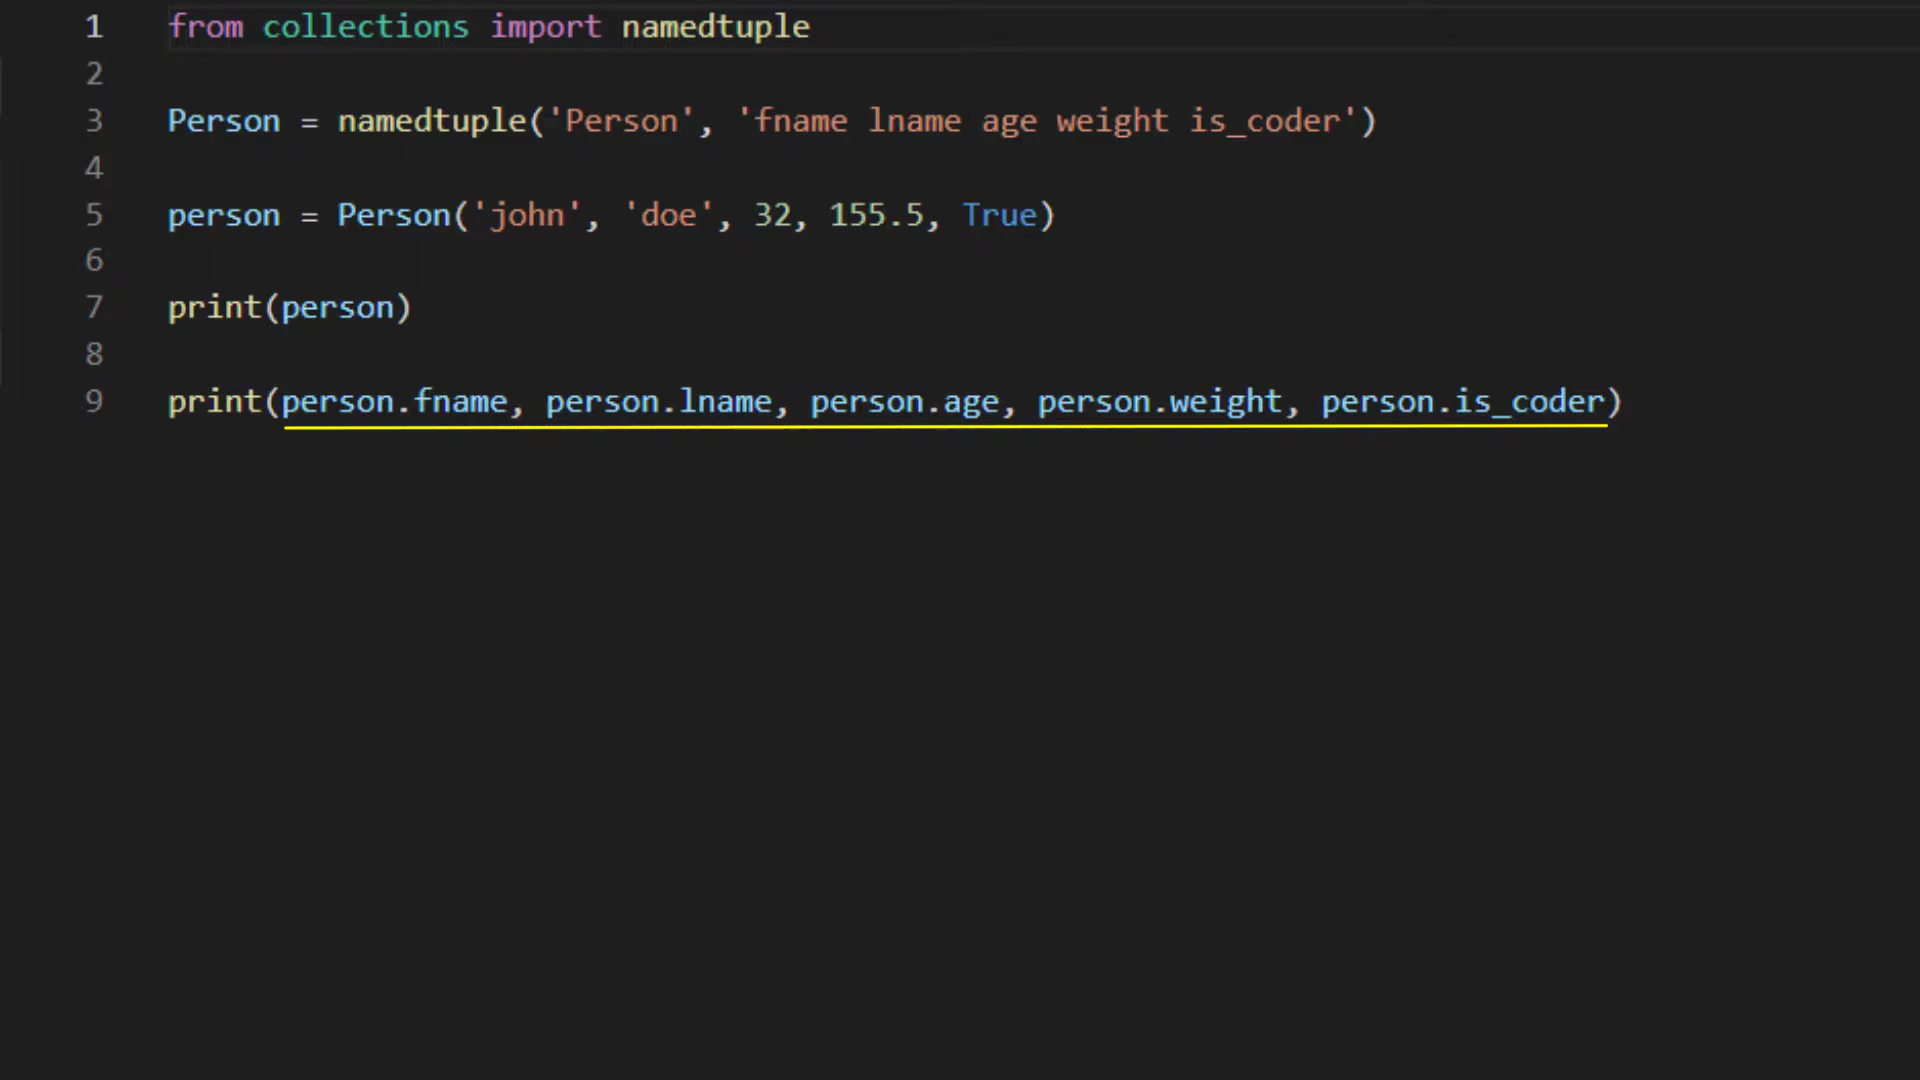 1 from collections import namedtuple
2
3 Person = namedtuple('Person', 'fname lname age weight is_coder')
4
5 person = Person('john', 'doe', 32, 155.5, True)
6
7 print(person)
8
9 print(person.fname, person.lname, person.age, person.weight, person.is_coder)